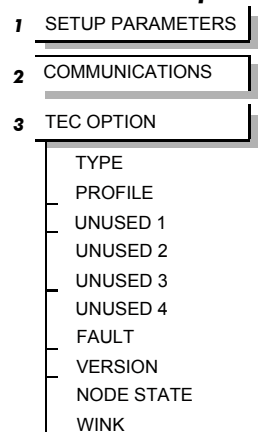 1 SETUP PARAMETERS
2 COMMUNICATIONS
3 TEC OPTION
TYPE
PROFILE
UNUSED 1
UNUSED 2
UNUSED 3
UNUSED 4
FAULT
VERSION
NODE STATE
WINK